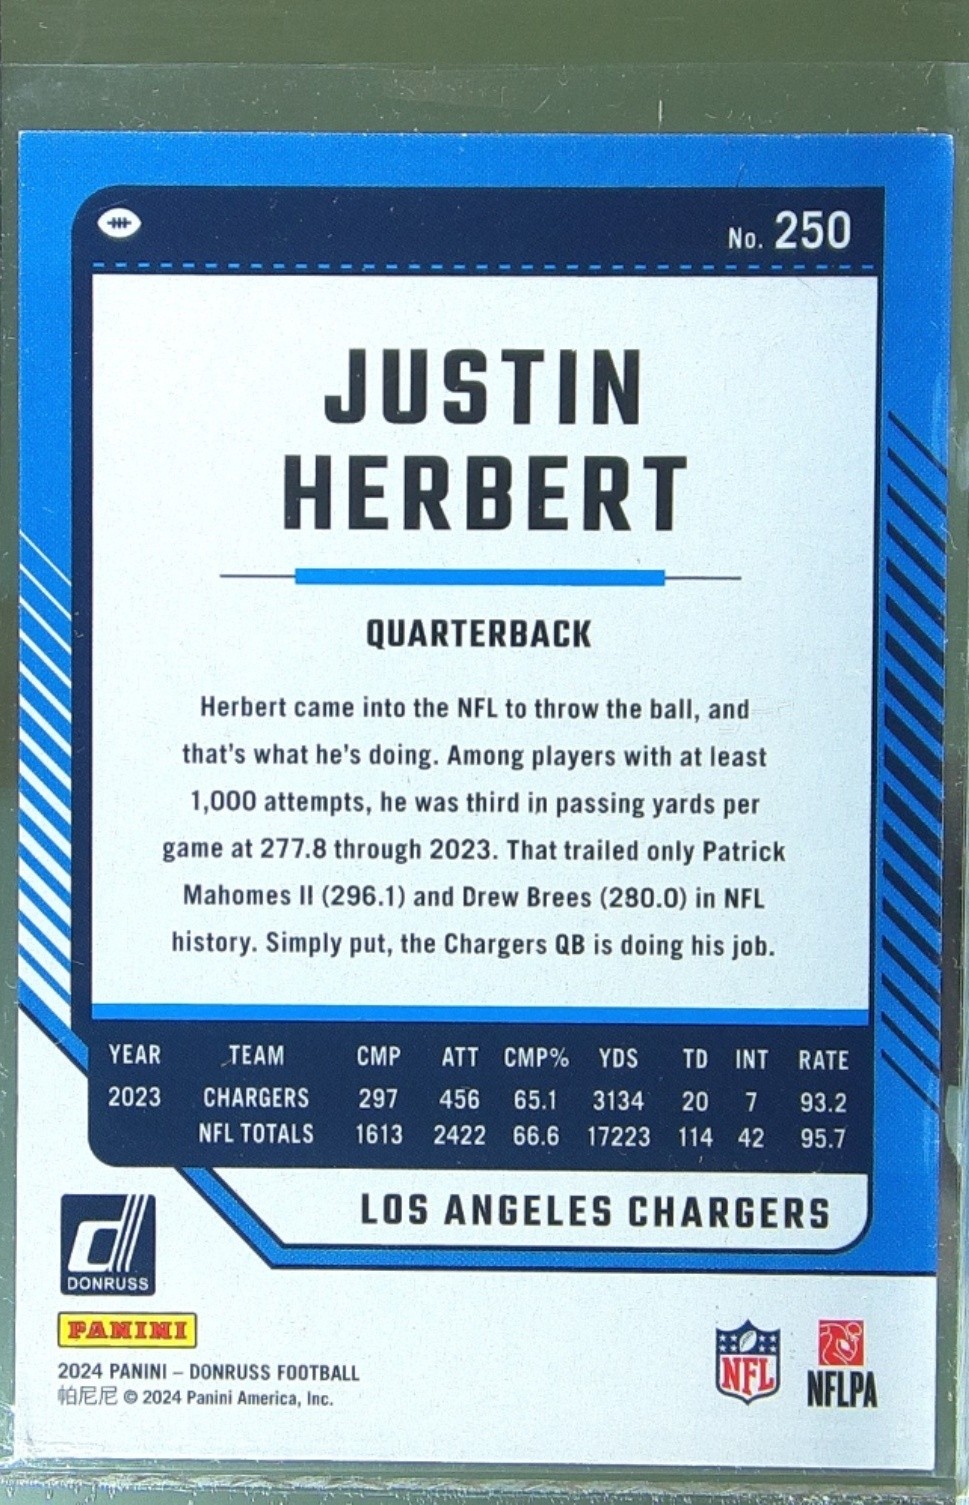 No. 250
JUSTIN
HERBERT
QUARTERBACK
Herbert came into the NFL to throw the ball, and
that's what he's doing. Among players with at least
1,000 attempts, he was third in passing yards per
game at 277.8 through 2023. That trailed only Patrick
Mahomes II (296.1) and Drew Brees (280.0) in NFL
history. Simply put, the Chargers QB is doing his job.
YEAR TEAM CMP ATT CMP% YDS TD INT RATE
2023 CHARGERS 297 456 65.1 3134 20 7 93.2
NFL TOTALS 1613 2422 66.6 17223 114 42 95.7
LOS ANGELES CHARGERS
d
DONRUSS
PANINI
2024 PANINI – DONRUSS FOOTBALL
帕尼尼 © 2024 Panini America, Inc.
NFL
NFLPA